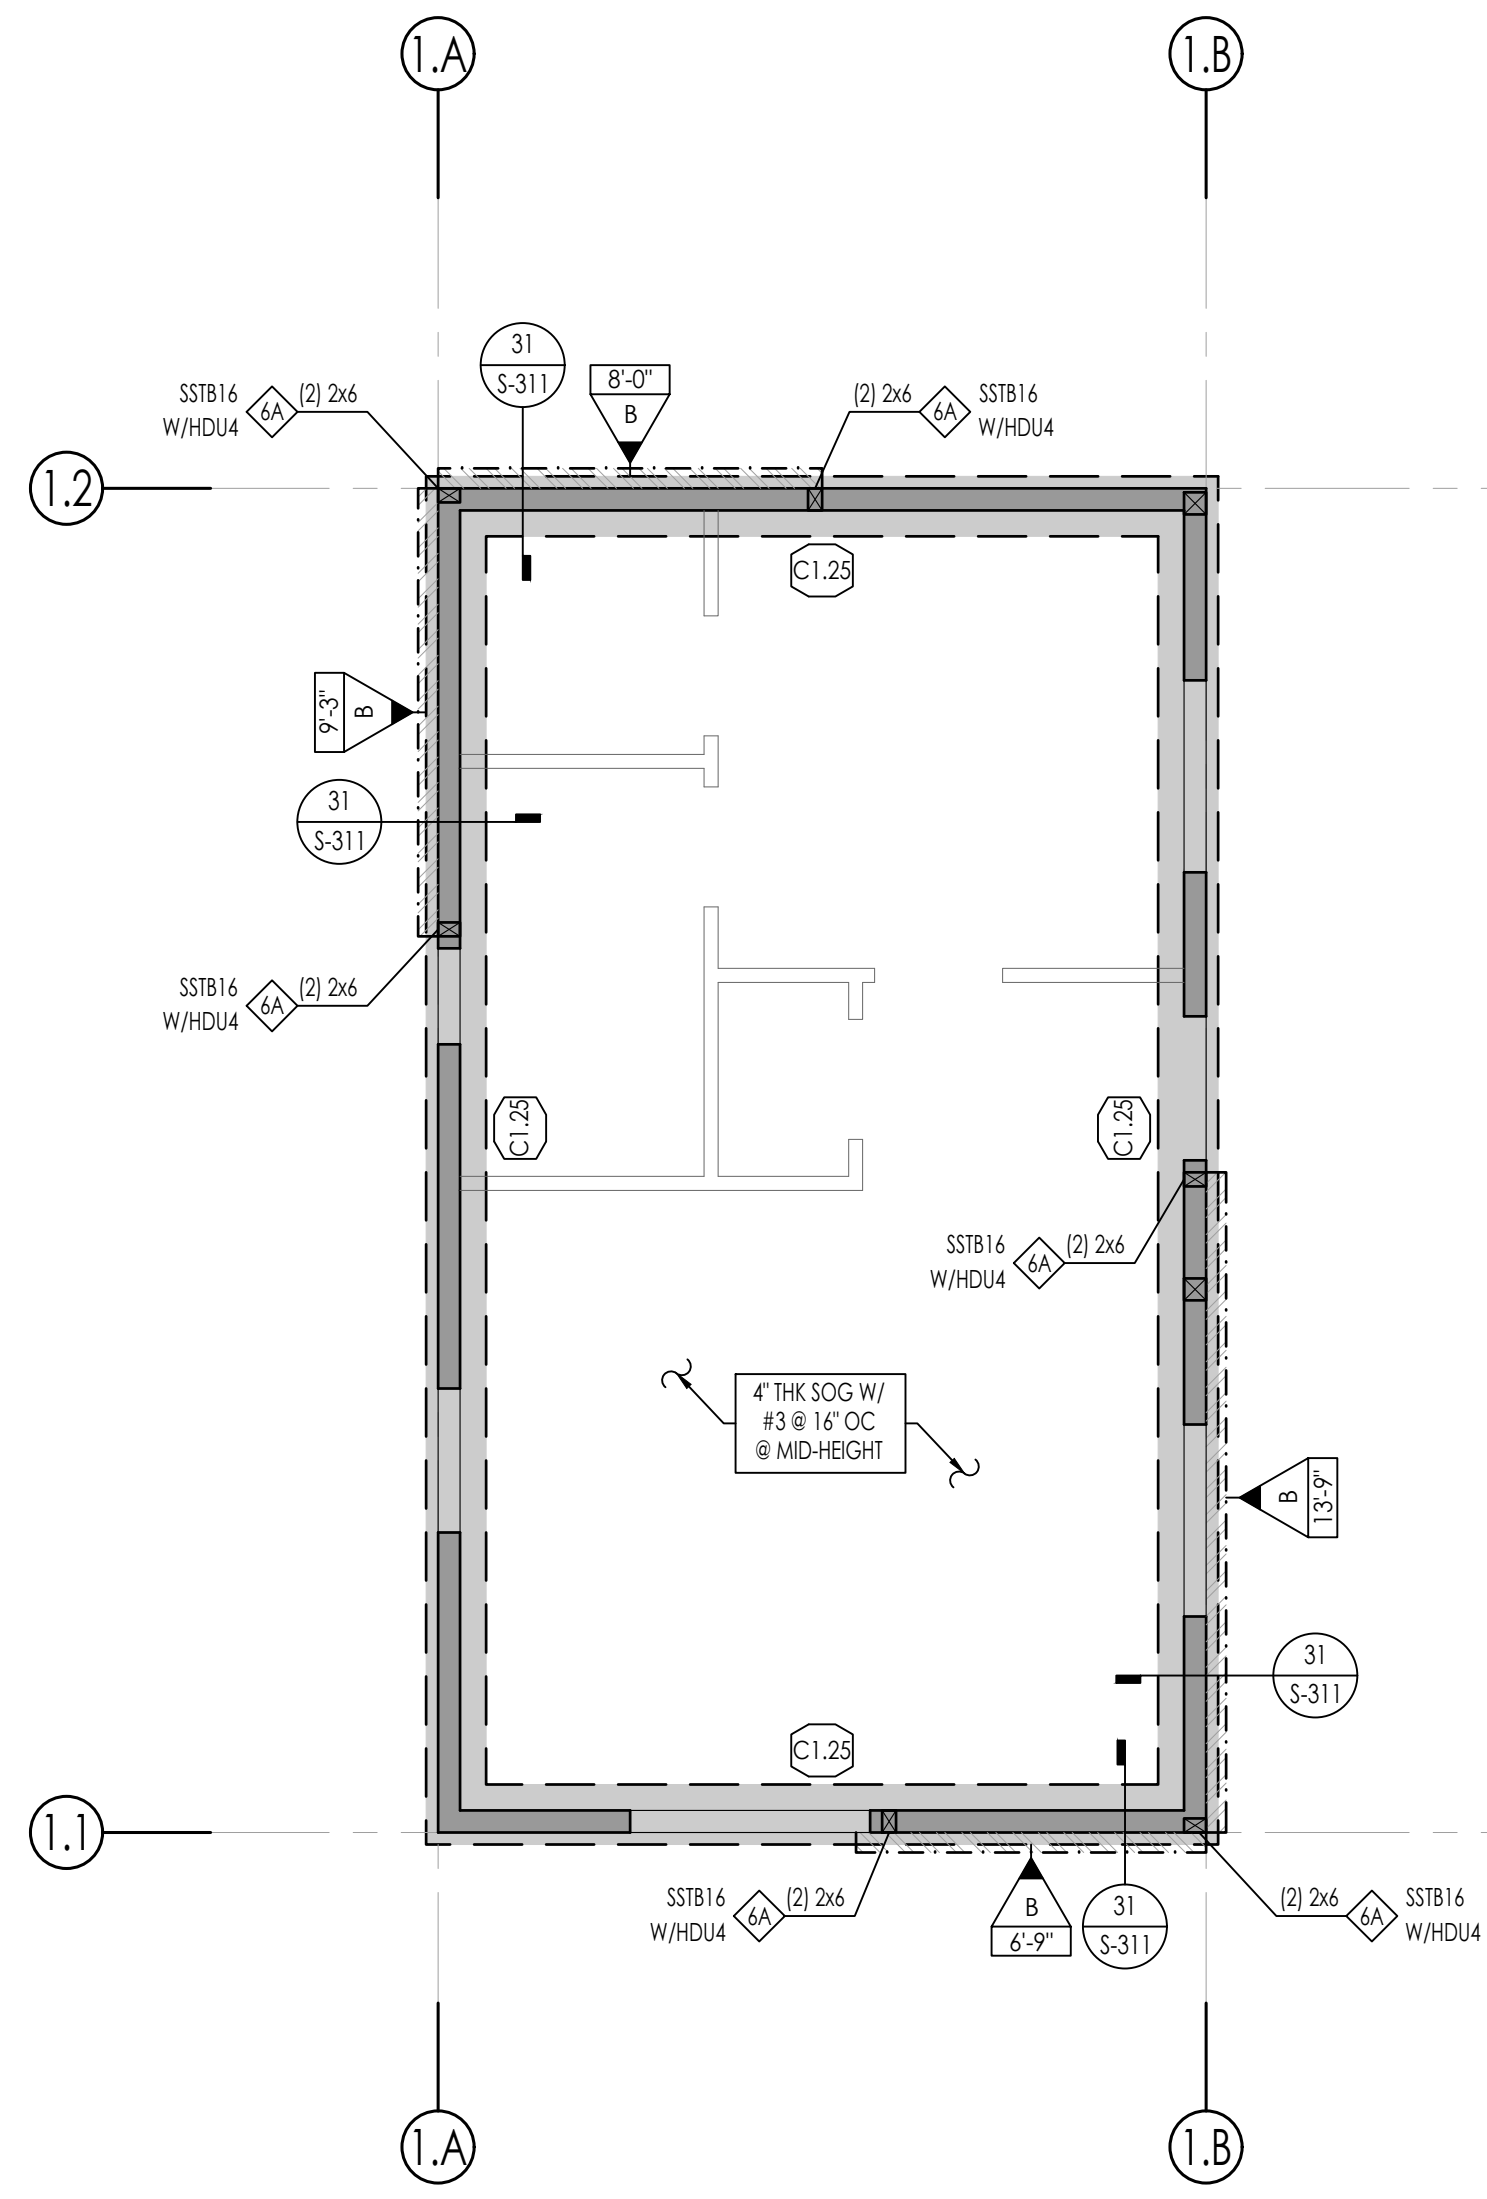 1.A
1.B
31
S-311
8'-0"
B
SSTB16
W/HDU4
6A
(2) 2x6
(2) 2x6
6A
SSTB16
W/HDU4
1.2
C1.25
9'-3"
B
31
S-311
SSTB16
W/HDU4
6A
(2) 2x6
C1.25
C1.25
SSTB16
W/HDU4
6A
(2) 2x6
4" THK SOG W/
#3 @ 16" OC
@ MID-HEIGHT
B
13'-9"
31
S-311
C1.25
1.1
SSTB16
W/HDU4
6A
(2) 2x6
B
6'-9"
31
S-311
(2) 2x6
6A
SSTB16
W/HDU4
1.A
1.B